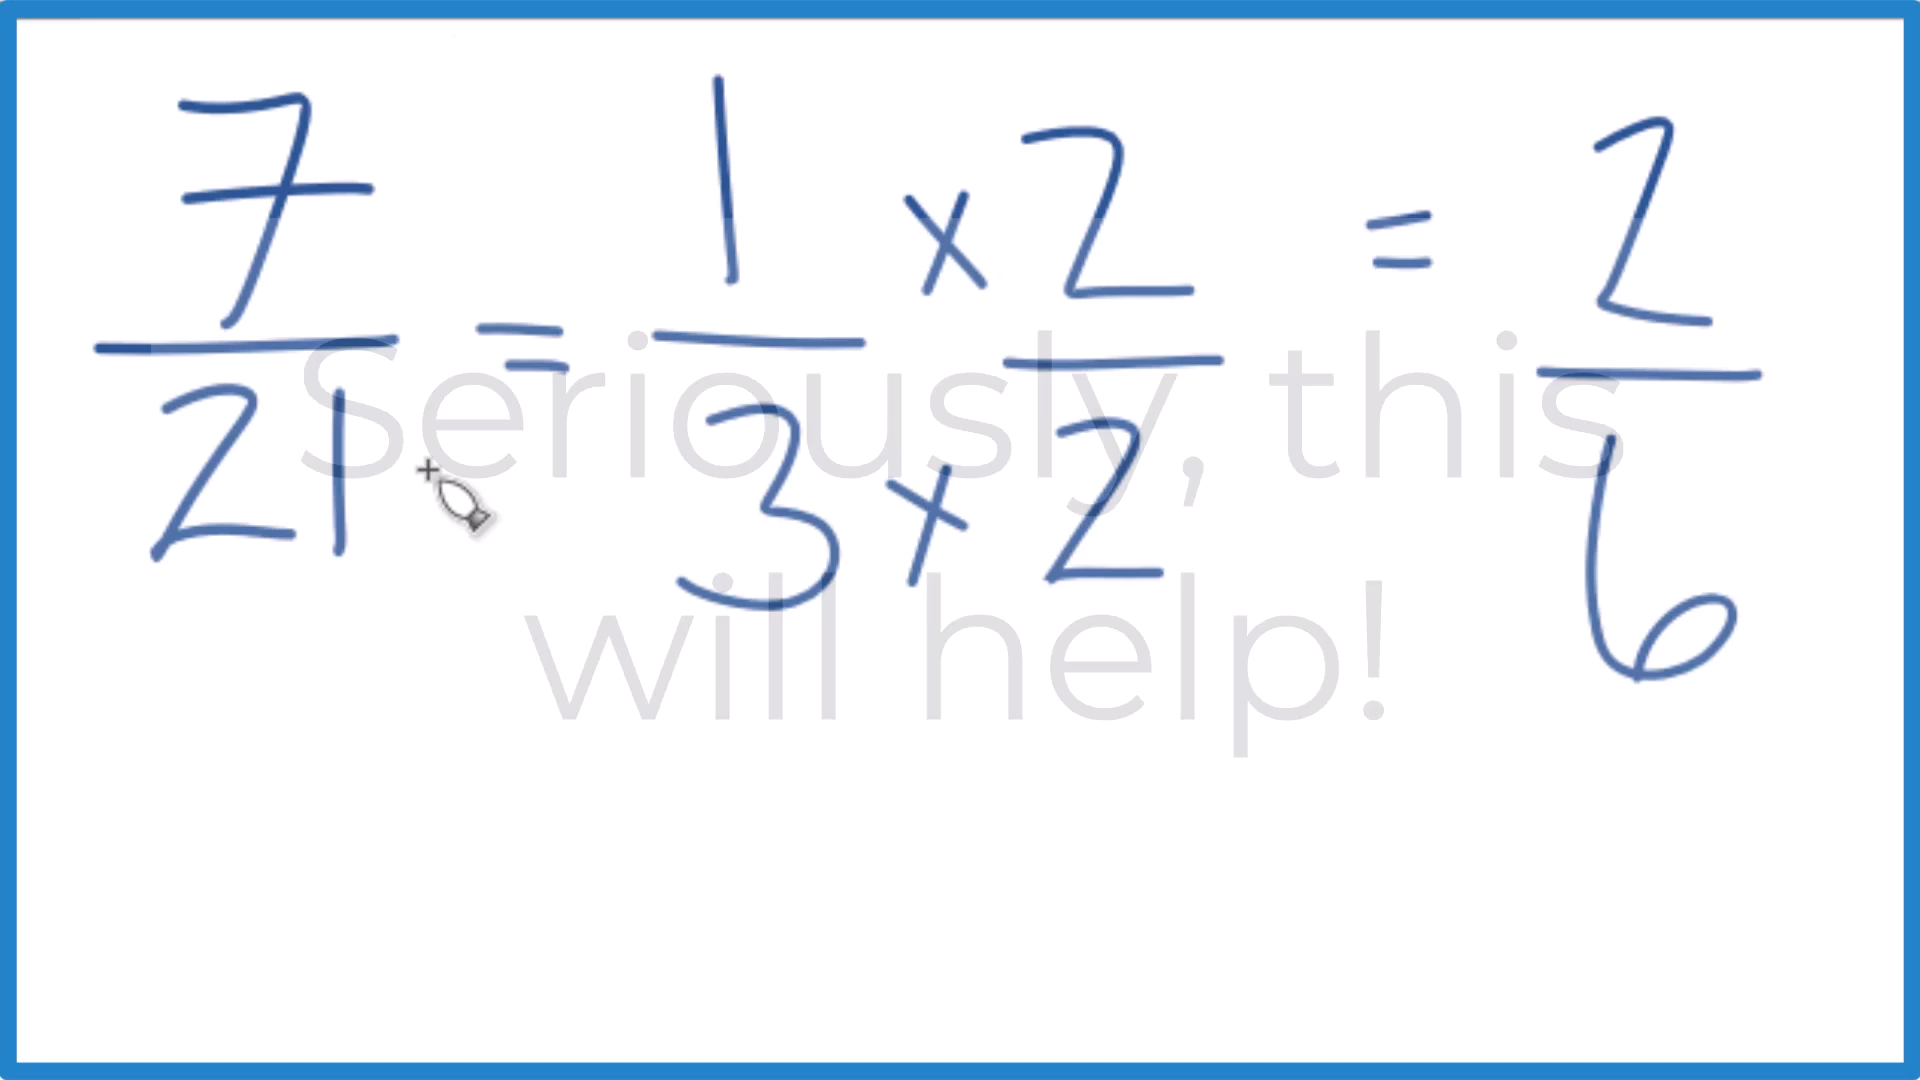 7/21 = 1/3 × 2/2 = 2/6
Seriously, this
will help!